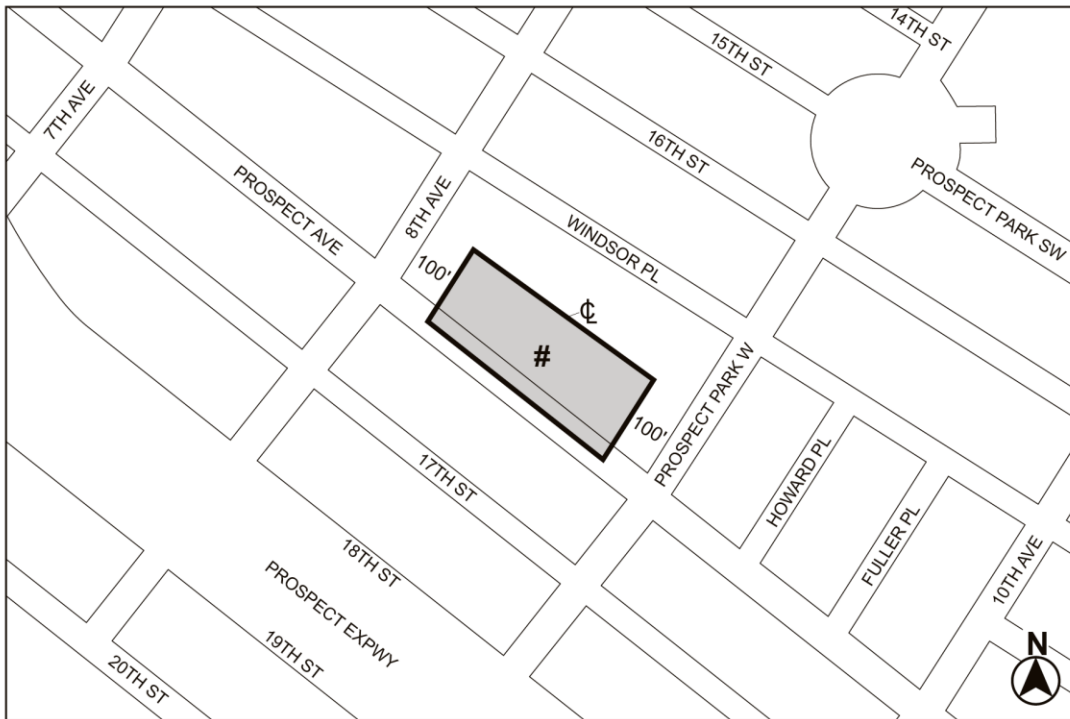 14TH ST
15TH ST
7TH AVE
16TH ST
PROSPECT PARK SW
PROSPECT AVE
8TH AVE
WINDSOR PL
100'
℄
#
PROSPECT PARK W
100'
HOWARD PL
17TH ST
FULLER PL
18TH ST
10TH AVE
PROSPECT EXPWY
19TH ST
N
20TH ST